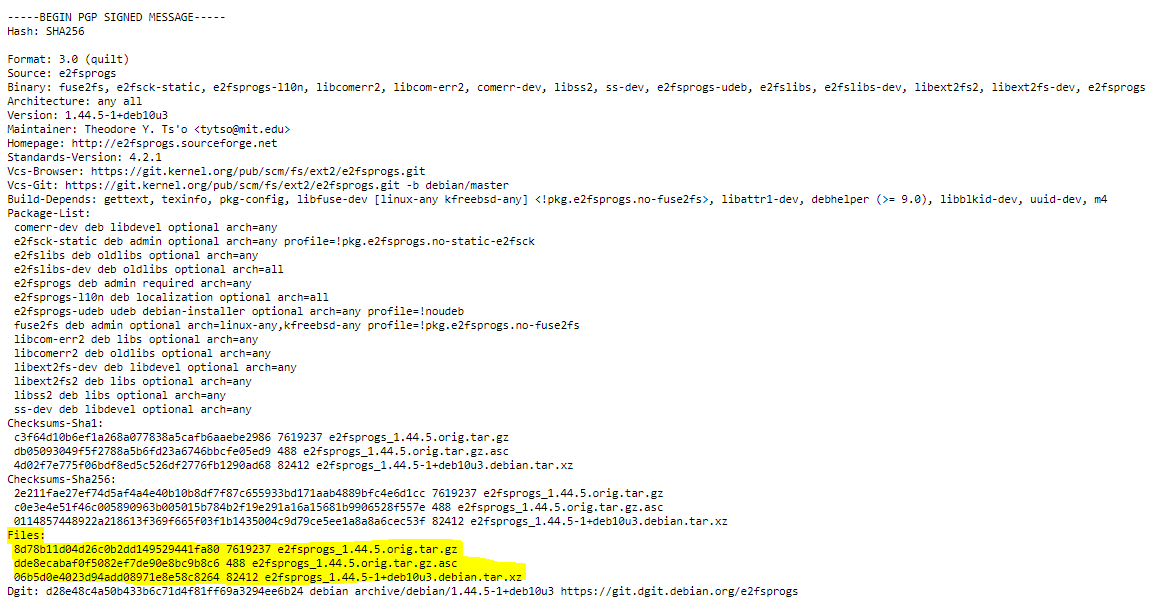 -----BEGIN PGP SIGNED MESSAGE-----
Hash: SHA256
Format: 3.0 (quilt)
Source: e2fsprogs
Binary: fuse2fs, e2fsck-static, e2fsprogs-l10n, libcomerr2, libcom-err2, comerr-dev, libss2, ss-dev, e2fsprogs-udeb, e2fslibs, e2fslibs-dev, libext2fs2, libext2fs-dev, e2fsprogs
Architecture: any all
Version: 1.44.5-1+deb10u3
Maintainer: Theodore Y. Ts'o <tytso@mit.edu>
Homepage: http://e2fsprogs.sourceforge.net
Standards-Version: 4.2.1
Vcs-Browser: https://git.kernel.org/pub/scm/fs/ext2/e2fsprogs.git
Vcs-Git: https://git.kernel.org/pub/scm/fs/ext2/e2fsprogs.git -b debian/master
Build-Depends: gettext, texinfo, pkg-config, libfuse-dev [linux-any kfreebsd-any] <!pkg.e2fsprogs.no-fuse2fs>, libattr1-dev, debhelper (>= 9.0), libblkid-dev, uuid-dev, m4
Package-List:
comerr-dev deb libdevel optional arch=any
e2fsck-static deb admin optional arch=any profile=!pkg.e2fsprogs.no-static-e2fsck
e2fslibs deb oldlibs optional arch=any
e2fslibs-dev deb oldlibs optional arch=all
e2fsprogs deb admin required arch=any
e2fsprogs-l10n deb localization optional arch=all
e2fsprogs-udeb udeb debian-installer optional arch=any profile=!noudeb
fuse2fs deb admin optional arch=linux-any,kfreebsd-any profile=!pkg.e2fsprogs.no-fuse2fs
libcom-err2 deb libs optional arch=any
libcomerr2 deb oldlibs optional arch=any
libext2fs-dev deb libdevel optional arch=any
libext2fs2 deb libs optional arch=any
libss2 deb libs optional arch=any
ss-dev deb libdevel optional arch=any
Checksums-Sha1:
c3f64d10b6ef1a268a077838a5cafb6aaebe2986 7619237 e2fsprogs_1.44.5.orig.tar.gz
db05093049f5f2788a5b6fd23a6746bbcfe05ed9 488 e2fsprogs_1.44.5.orig.tar.gz.asc
4d02f7e775f06bdf8ed5c526df2776fb1290ad68 82412 e2fsprogs_1.44.5-1+deb10u3.debian.tar.xz
Checksums-Sha256:
2e211fae27ef74d5af4a4e40b10b8df7f87c655933bd171aab4889bfc4e6d1cc 7619237 e2fsprogs_1.44.5.orig.tar.gz
c0e3e4e51f46c005890963b005015b784b2f19e291a16a15681b9906528f557e 488 e2fsprogs_1.44.5.orig.tar.gz.asc
0114857448922a218613f369f665f03f1b1435004c9d79ce5ee1a8a8a6cec53f 82412 e2fsprogs_1.44.5-1+deb10u3.debian.tar.xz
Files:
8d78b11d04d26c0b2dd149529441fa80 7619237 e2fsprogs_1.44.5.orig.tar.gz
dde8ecabaf0f5082ef7de90e8bc9b8c6 488 e2fsprogs_1.44.5.orig.tar.gz.asc
06b5d0e4023d94add08971e8e58c8264 82412 e2fsprogs_1.44.5-1+deb10u3.debian.tar.xz
Dgit: d28e48c4a50b433b6c71d4f81ff69a3294ee6b24 debian archive/debian/1.44.5-1+deb10u3 https://git.dgit.debian.org/e2fsprogs